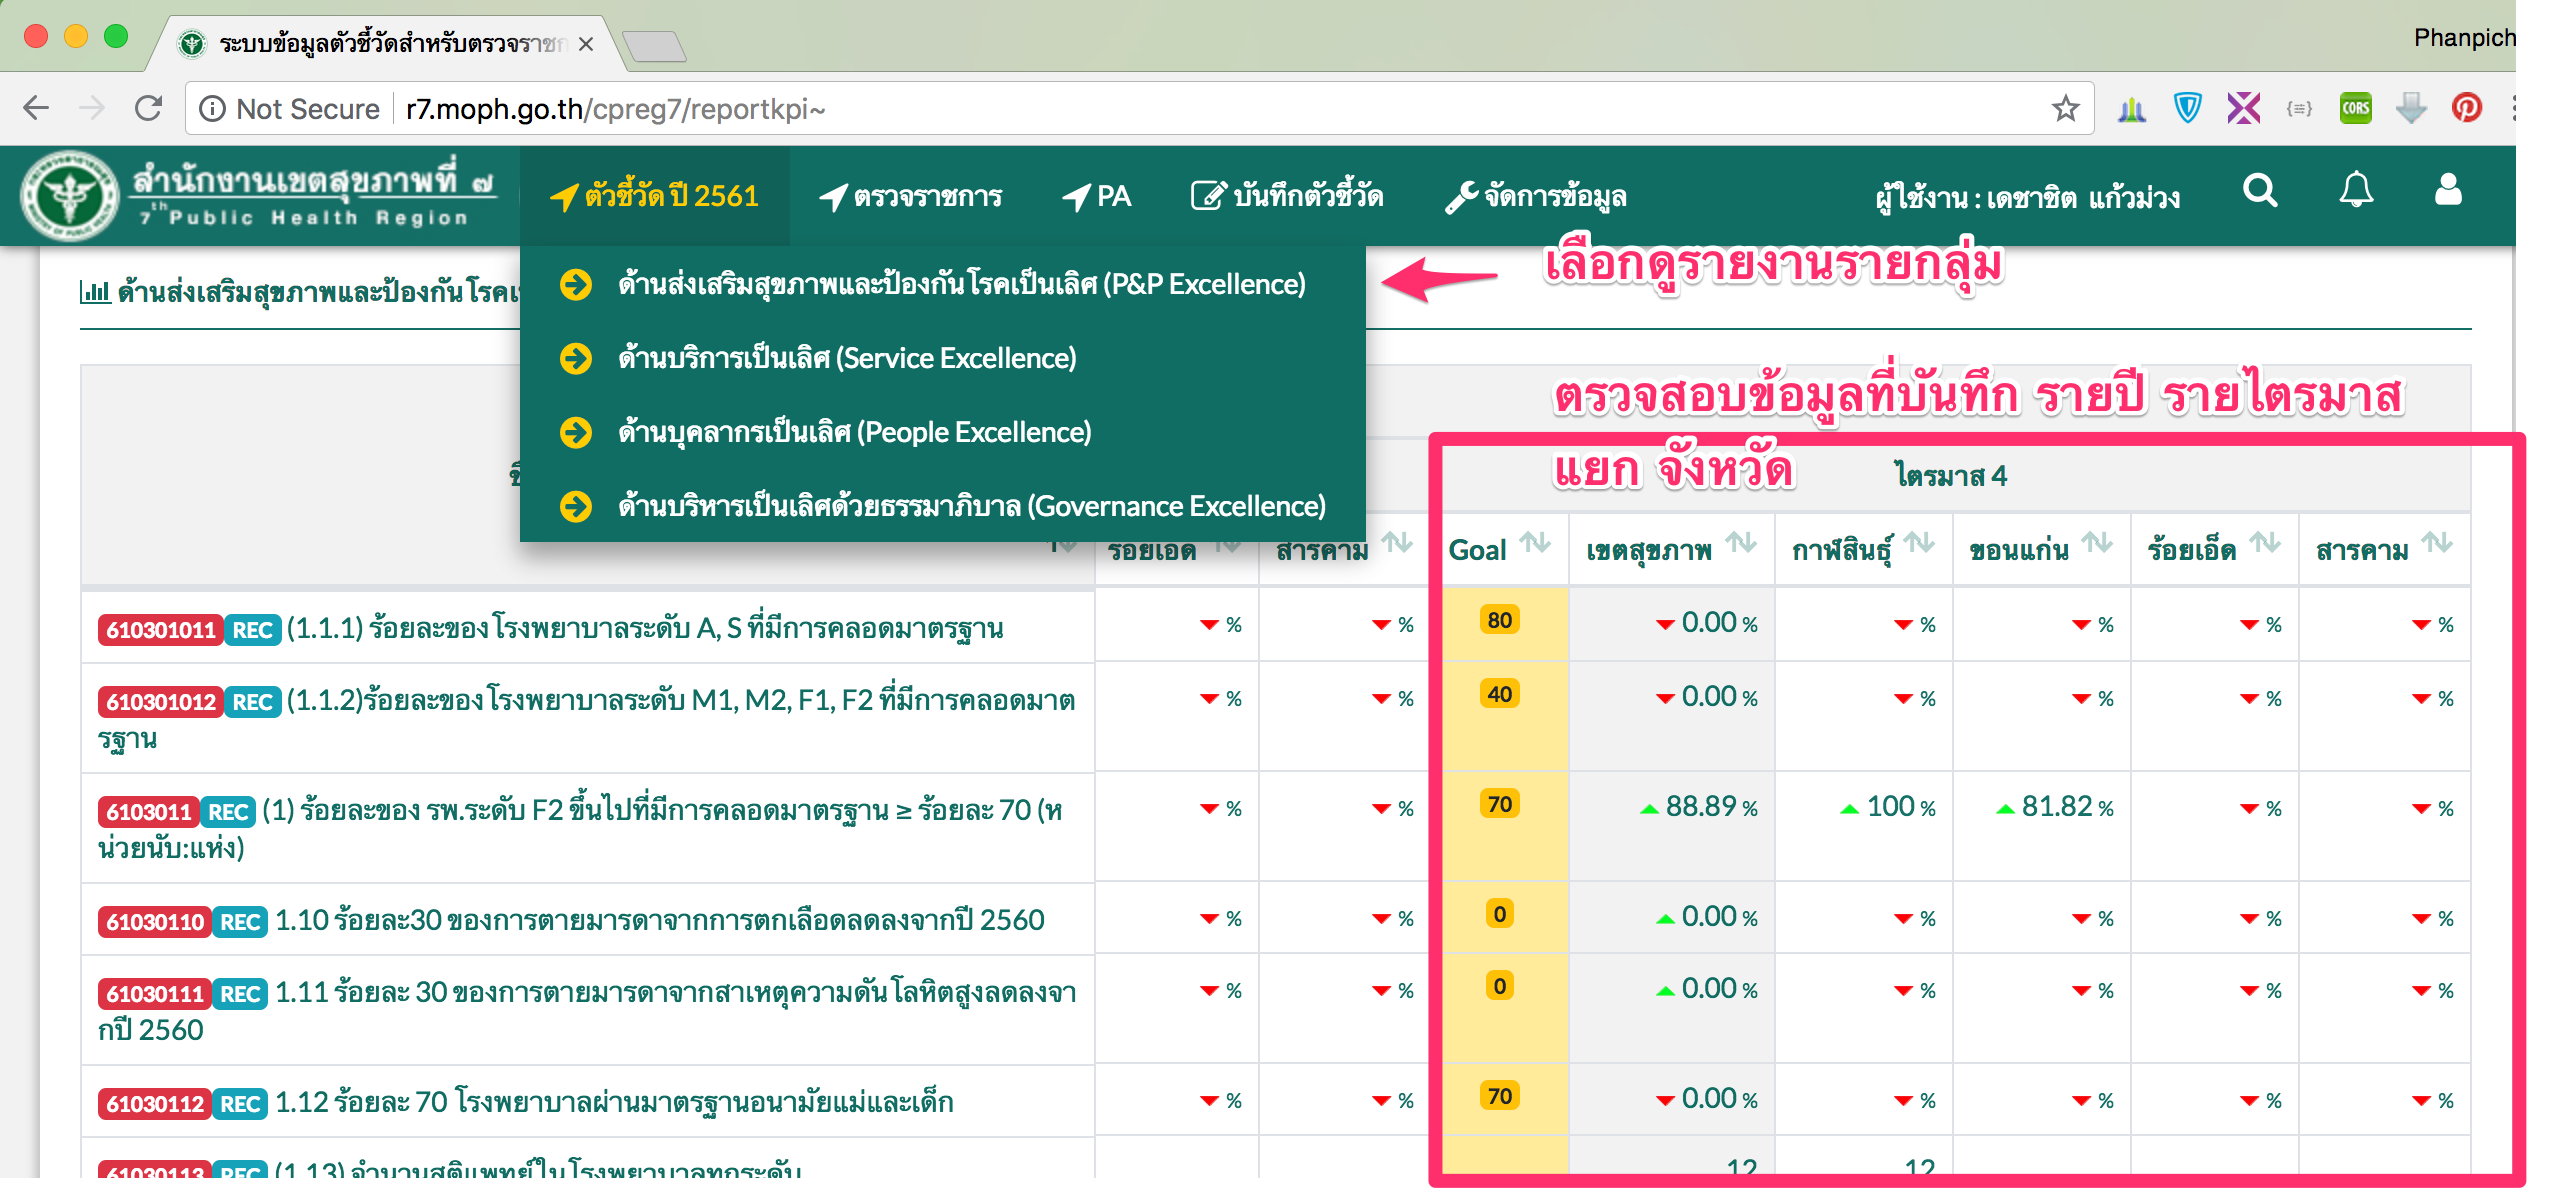 ระบบข้อมูลตัวชี้วัดสำหรับตรวจราชก
Phanpich
Not Secure r7.moph.go.th/cpreg7/reportkpi~
CORS
สำนักงานเขตสุขภาพที่ ๗
7th Public Health Region
ตัวชี้วัด ปี 2561 ตรวจราชการ PA บันทึกตัวชี้วัด จัดการข้อมูล ผู้ใช้งาน : เดชาชิต แก้วม่วง
เลือกดูรายงานรายกลุ่ม
ด้านส่งเสริมสุขภาพและป้องกันโรคเ
ด้านส่งเสริมสุขภาพและป้องกันโรคเป็นเลิศ (P&P Excellence)
ด้านบริการเป็นเลิศ (Service Excellence)
ด้านบุคลากรเป็นเลิศ (People Excellence)
ด้านบริหารเป็นเลิศด้วยธรรมาภิบาล (Governance Excellence)
ตรวจสอบข้อมูลที่บันทึก รายปี รายไตรมาส
แยก จังหวัด
ไตรมาส 4
ร้อยเอ็ด สารคาม Goal เขตสุขภาพ กาฬสินธุ์ ขอนแก่น ร้อยเอ็ด สารคาม
610301011 REC (1.1.1) ร้อยละของโรงพยาบาลระดับ A, S ที่มีการคลอดมาตรฐาน % % 80 0.00 % % % % %
610301012 REC (1.1.2)ร้อยละของโรงพยาบาลระดับ M1, M2, F1, F2 ที่มีการคลอดมาต % % 40 0.00 % % % % %
รฐาน
6103011 REC (1) ร้อยละของ รพ.ระดับ F2 ขึ้นไปที่มีการคลอดมาตรฐาน ≥ ร้อยละ 70 (ห % % 70 88.89 % 100 % 81.82 % % %
น่วยนับ:แห่ง)
61030110 REC 1.10 ร้อยละ30 ของการตายมารดาจากการตกเลือดลดลงจากปี 2560 % % 0 0.00 % % % % %
61030111 REC 1.11 ร้อยละ 30 ของการตายมารดาจากสาเหตุความดันโลหิตสูงลดลงจา % % 0 0.00 % % % % %
กปี 2560
61030112 REC 1.12 ร้อยละ 70 โรงพยาบาลผ่านมาตรฐานอนามัยแม่และเด็ก % % 70 0.00 % % % % %
61030113 REC (1.13) จำนวนสูติแพทย์ในโรงพยาบาลทุกระดับ 12 12